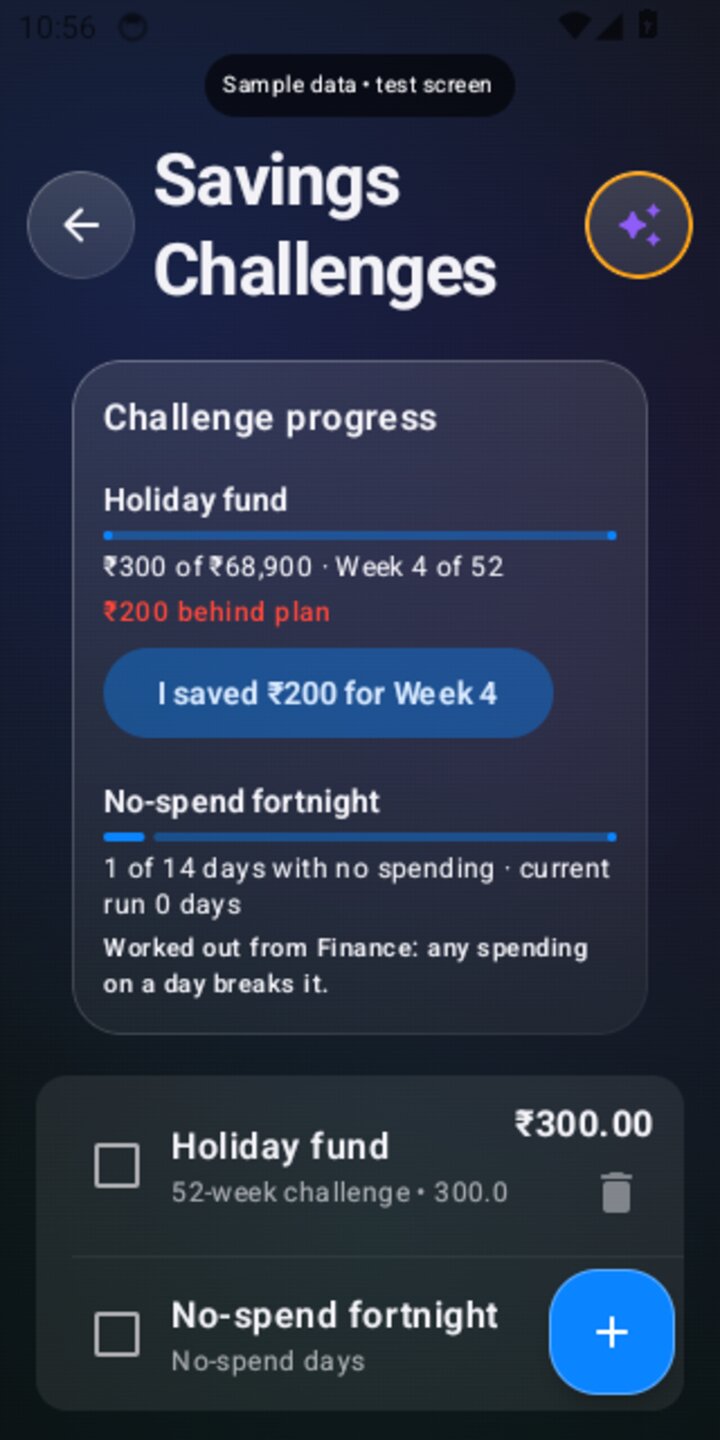 10:56
Sample data • test screen
Savings
Challenges
Challenge progress
Holiday fund
₹300 of ₹68,900 · Week 4 of 52
₹200 behind plan
I saved ₹200 for Week 4
No-spend fortnight
1 of 14 days with no spending · current
run 0 days
Worked out from Finance: any spending
on a day breaks it.
₹300.00
Holiday fund
52-week challenge • 300.0
No-spend fortnight
No-spend days